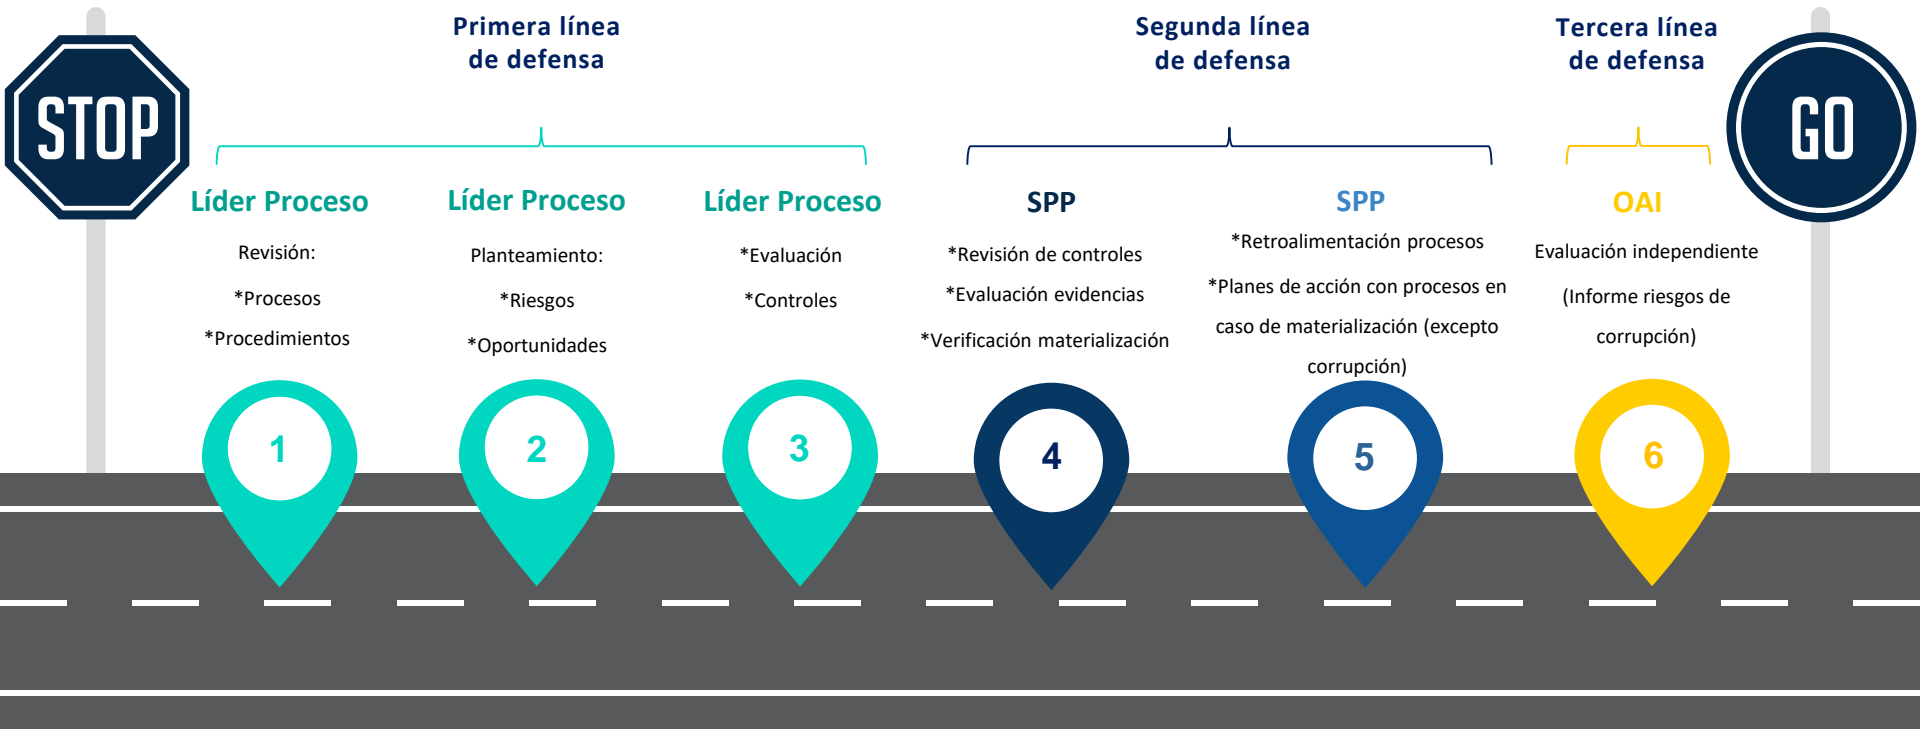 STOP
Primera línea
de defensa
Líder Proceso
Revisión:
*Procesos
*Procedimientos
1
Líder Proceso
Planteamiento:
*Riesgos
*Oportunidades
2
Líder Proceso
*Evaluación
*Controles
3
Segunda línea
de defensa
SPP
*Revisión de controles
*Evaluación evidencias
*Verificación materialización
4
SPP
*Retroalimentación procesos
*Planes de acción con procesos en
caso de materialización (excepto
corrupción)
5
Tercera línea
de defensa
OAI
Evaluación independiente
(Informe riesgos de
corrupción)
6
GO